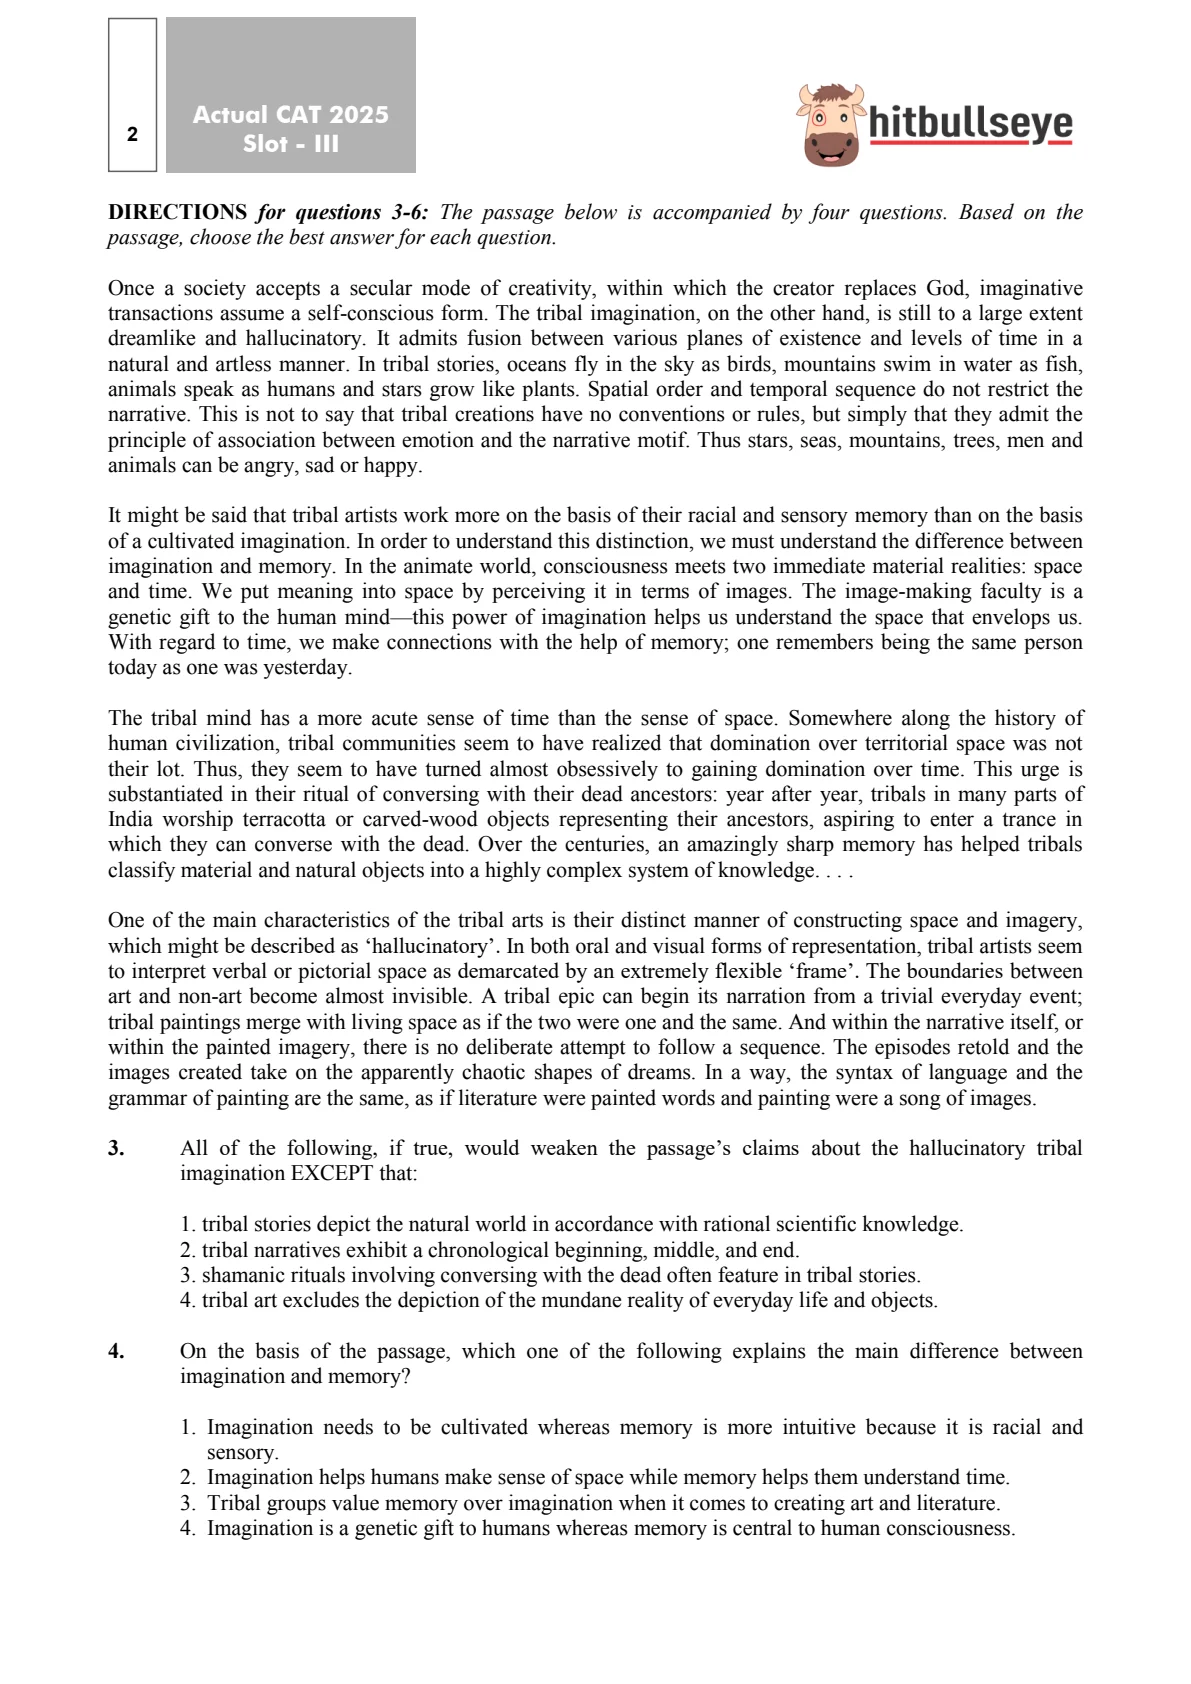 2
Actual CAT 2025
Slot - III
hitbullseye
DIRECTIONS for questions 3-6: The passage below is accompanied by four questions. Based on the
passage, choose the best answer for each question.
Once a society accepts a secular mode of creativity, within which the creator replaces God, imaginative
transactions assume a self-conscious form. The tribal imagination, on the other hand, is still to a large extent
dreamlike and hallucinatory. It admits fusion between various planes of existence and levels of time in a
natural and artless manner. In tribal stories, oceans fly in the sky as birds, mountains swim in water as fish,
animals speak as humans and stars grow like plants. Spatial order and temporal sequence do not restrict the
narrative. This is not to say that tribal creations have no conventions or rules, but simply that they admit the
principle of association between emotion and the narrative motif. Thus stars, seas, mountains, trees, men and
animals can be angry, sad or happy.
It might be said that tribal artists work more on the basis of their racial and sensory memory than on the basis
of a cultivated imagination. In order to understand this distinction, we must understand the difference between
imagination and memory. In the animate world, consciousness meets two immediate material realities: space
and time. We put meaning into space by perceiving it in terms of images. The image-making faculty is a
genetic gift to the human mind—this power of imagination helps us understand the space that envelops us.
With regard to time, we make connections with the help of memory; one remembers being the same person
today as one was yesterday.
The tribal mind has a more acute sense of time than the sense of space. Somewhere along the history of
human civilization, tribal communities seem to have realized that domination over territorial space was not
their lot. Thus, they seem to have turned almost obsessively to gaining domination over time. This urge is
substantiated in their ritual of conversing with their dead ancestors: year after year, tribals in many parts of
India worship terracotta or carved-wood objects representing their ancestors, aspiring to enter a trance in
which they can converse with the dead. Over the centuries, an amazingly sharp memory has helped tribals
classify material and natural objects into a highly complex system of knowledge. . . .
One of the main characteristics of the tribal arts is their distinct manner of constructing space and imagery,
which might be described as ‘hallucinatory’. In both oral and visual forms of representation, tribal artists seem
to interpret verbal or pictorial space as demarcated by an extremely flexible ‘frame’. The boundaries between
art and non-art become almost invisible. A tribal epic can begin its narration from a trivial everyday event;
tribal paintings merge with living space as if the two were one and the same. And within the narrative itself, or
within the painted imagery, there is no deliberate attempt to follow a sequence. The episodes retold and the
images created take on the apparently chaotic shapes of dreams. In a way, the syntax of language and the
grammar of painting are the same, as if literature were painted words and painting were a song of images.
3. All of the following, if true, would weaken the passage’s claims about the hallucinatory tribal
imagination EXCEPT that:
1. tribal stories depict the natural world in accordance with rational scientific knowledge.
2. tribal narratives exhibit a chronological beginning, middle, and end.
3. shamanic rituals involving conversing with the dead often feature in tribal stories.
4. tribal art excludes the depiction of the mundane reality of everyday life and objects.
4. On the basis of the passage, which one of the following explains the main difference between
imagination and memory?
1. Imagination needs to be cultivated whereas memory is more intuitive because it is racial and
sensory.
2. Imagination helps humans make sense of space while memory helps them understand time.
3. Tribal groups value memory over imagination when it comes to creating art and literature.
4. Imagination is a genetic gift to humans whereas memory is central to human consciousness.